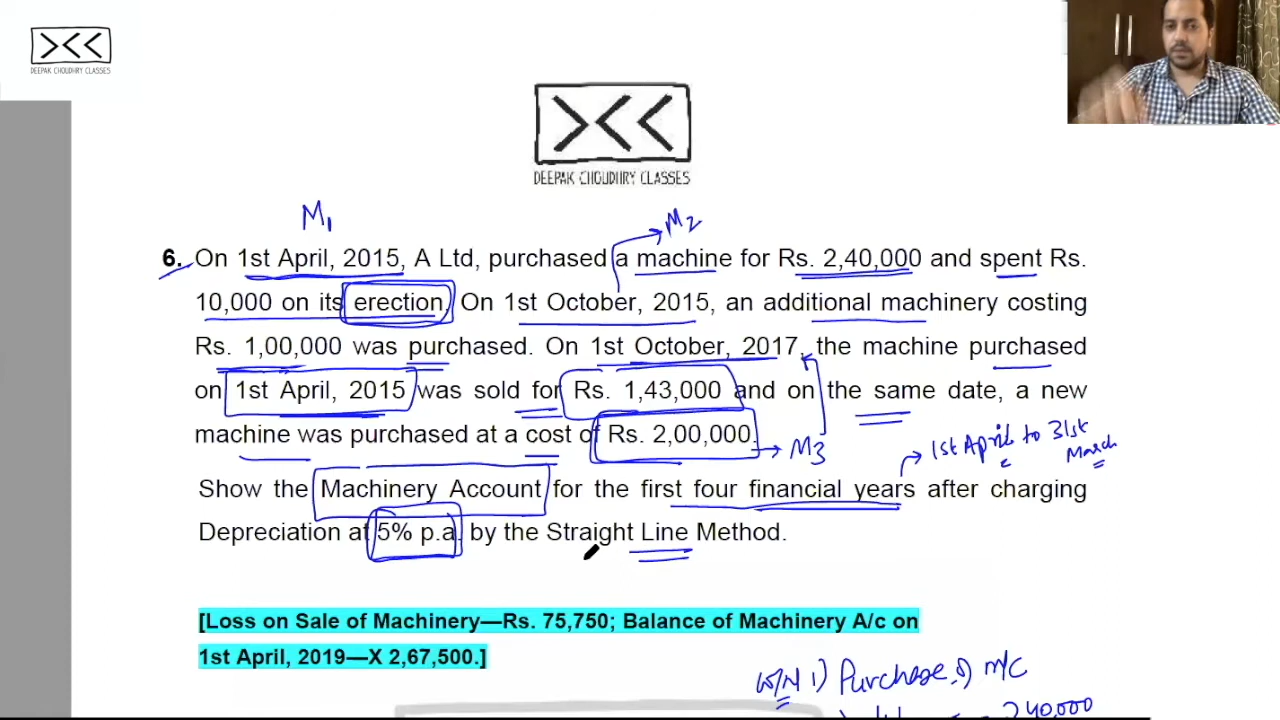 DEEPAK CHOUDHRY CLASSES
DEEPAK CHOUDHRY CLASSES
M1
M2
6. On 1st April, 2015, A Ltd, purchased a machine for Rs. 2,40,000 and spent Rs.
10,000 on its erection. On 1st October, 2015, an additional machinery costing
Rs. 1,00,000 was purchased. On 1st October, 2017, the machine purchased
on 1st April, 2015 was sold for Rs. 1,43,000 and on the same date, a new
machine was purchased at a cost of Rs. 2,00,000.
M3
1st April to 31st
March
Show the Machinery Account for the first four financial years after charging
Depreciation at 5% p.a. by the Straight Line Method.
[Loss on Sale of Machinery—Rs. 75,750; Balance of Machinery A/c on
1st April, 2019—X 2,67,500.]
W/N 1) Purchase of m/c
240,000